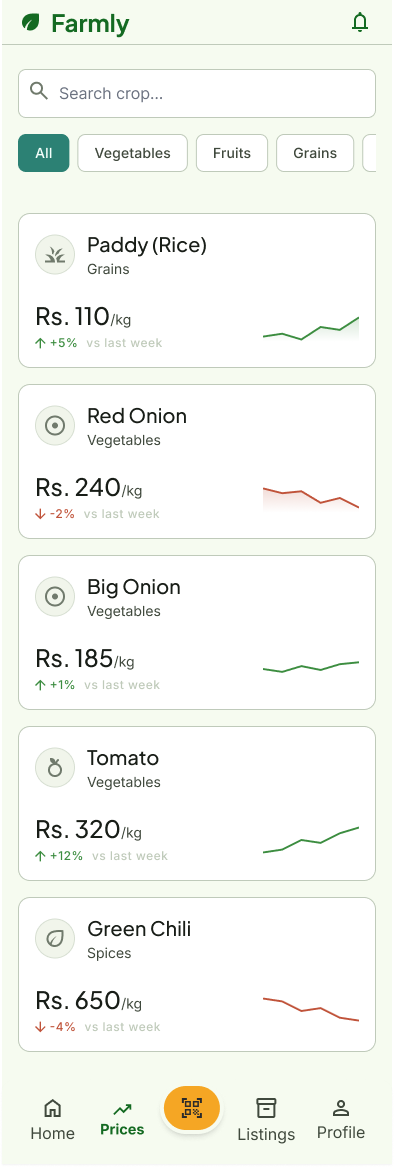 Farmly
Search crop...
All Vegetables Fruits Grains
Paddy (Rice)
Grains
Rs. 110/kg
↑ +5% vs last week
Red Onion
Vegetables
Rs. 240/kg
↓ -2% vs last week
Big Onion
Vegetables
Rs. 185/kg
↑ +1% vs last week
Tomato
Vegetables
Rs. 320/kg
↑ +12% vs last week
Green Chili
Spices
Rs. 650/kg
↓ -4% vs last week
Home Prices Listings Profile